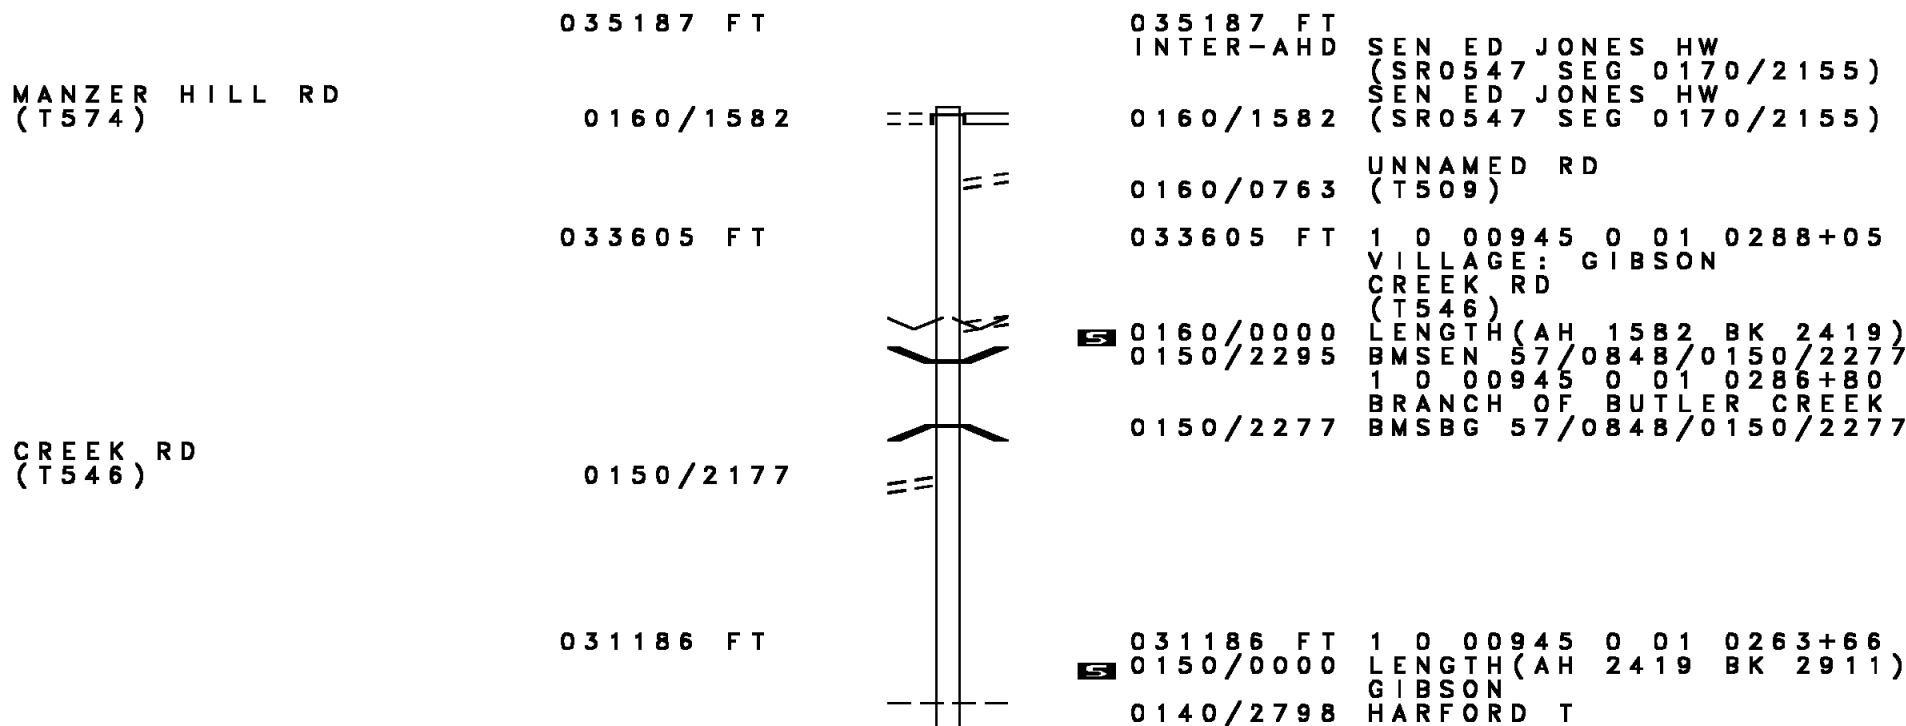 035187 FT 035187 FT
INTER-AHD SEN ED JONES HW
(SR0547 SEG 0170/2155)
MANZER HILL RD SEN ED JONES HW
(T574) 0160/1582 0160/1582 (SR0547 SEG 0170/2155)
UNNAMED RD
0160/0763 (T509)
033605 FT 033605 FT 1 0 00945 0 01 0288+05
VILLAGE: GIBSON
CREEK RD
(T546)
S 0160/0000 LENGTH(AH 1582 BK 2419)
0150/2295 BMSEN 57/0848/0150/2277
1 0 00945 0 01 0286+80
BRANCH OF BUTLER CREEK
0150/2277 BMSBG 57/0848/0150/2277
CREEK RD
(T546) 0150/2177
031186 FT 031186 FT 1 0 00945 0 01 0263+66
S 0150/0000 LENGTH(AH 2419 BK 2911)
GIBSON
0140/2798 HARFORD T